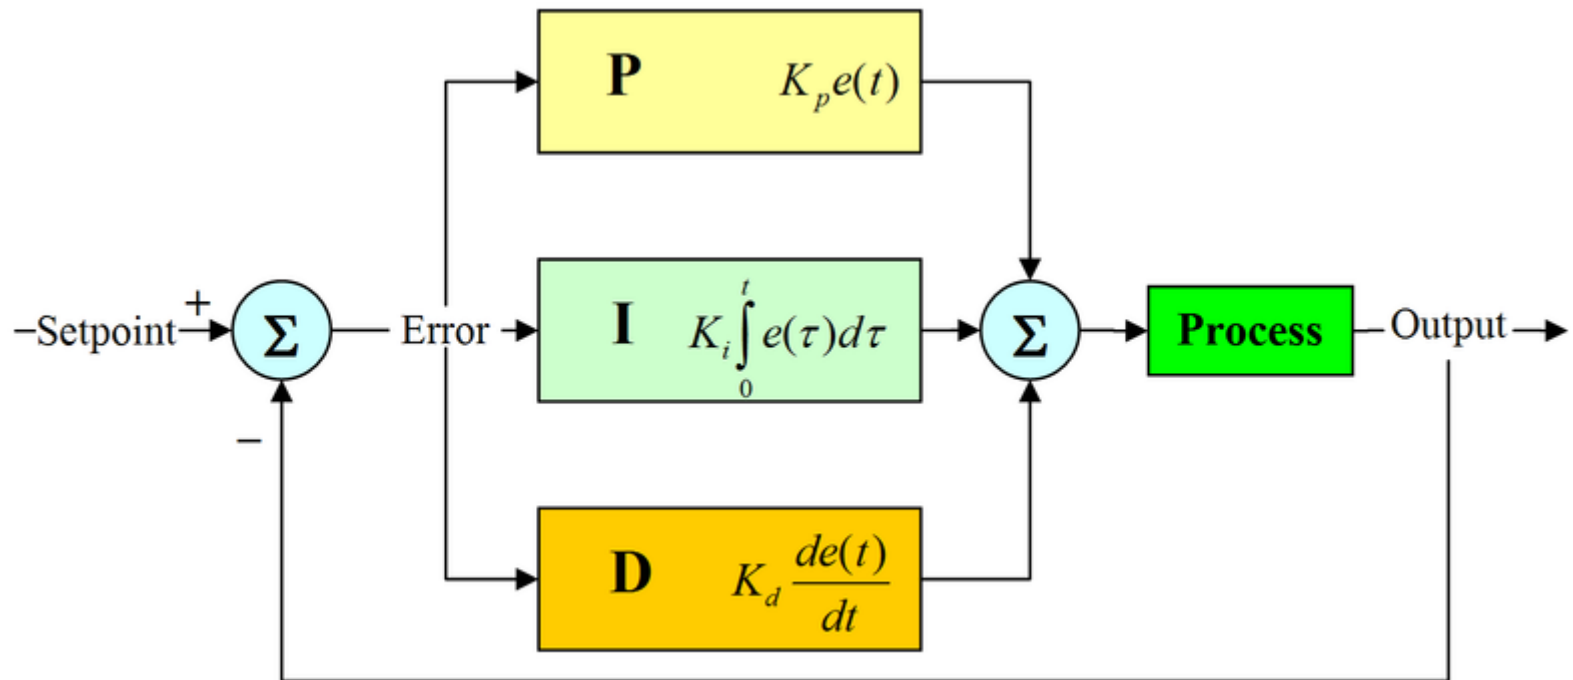 P K_p e(t)
–Setpoint
+
Σ
Error
I K_i ∫_0^t e(τ)dτ
Σ
Process
Output
–
D K_d de(t)/dt